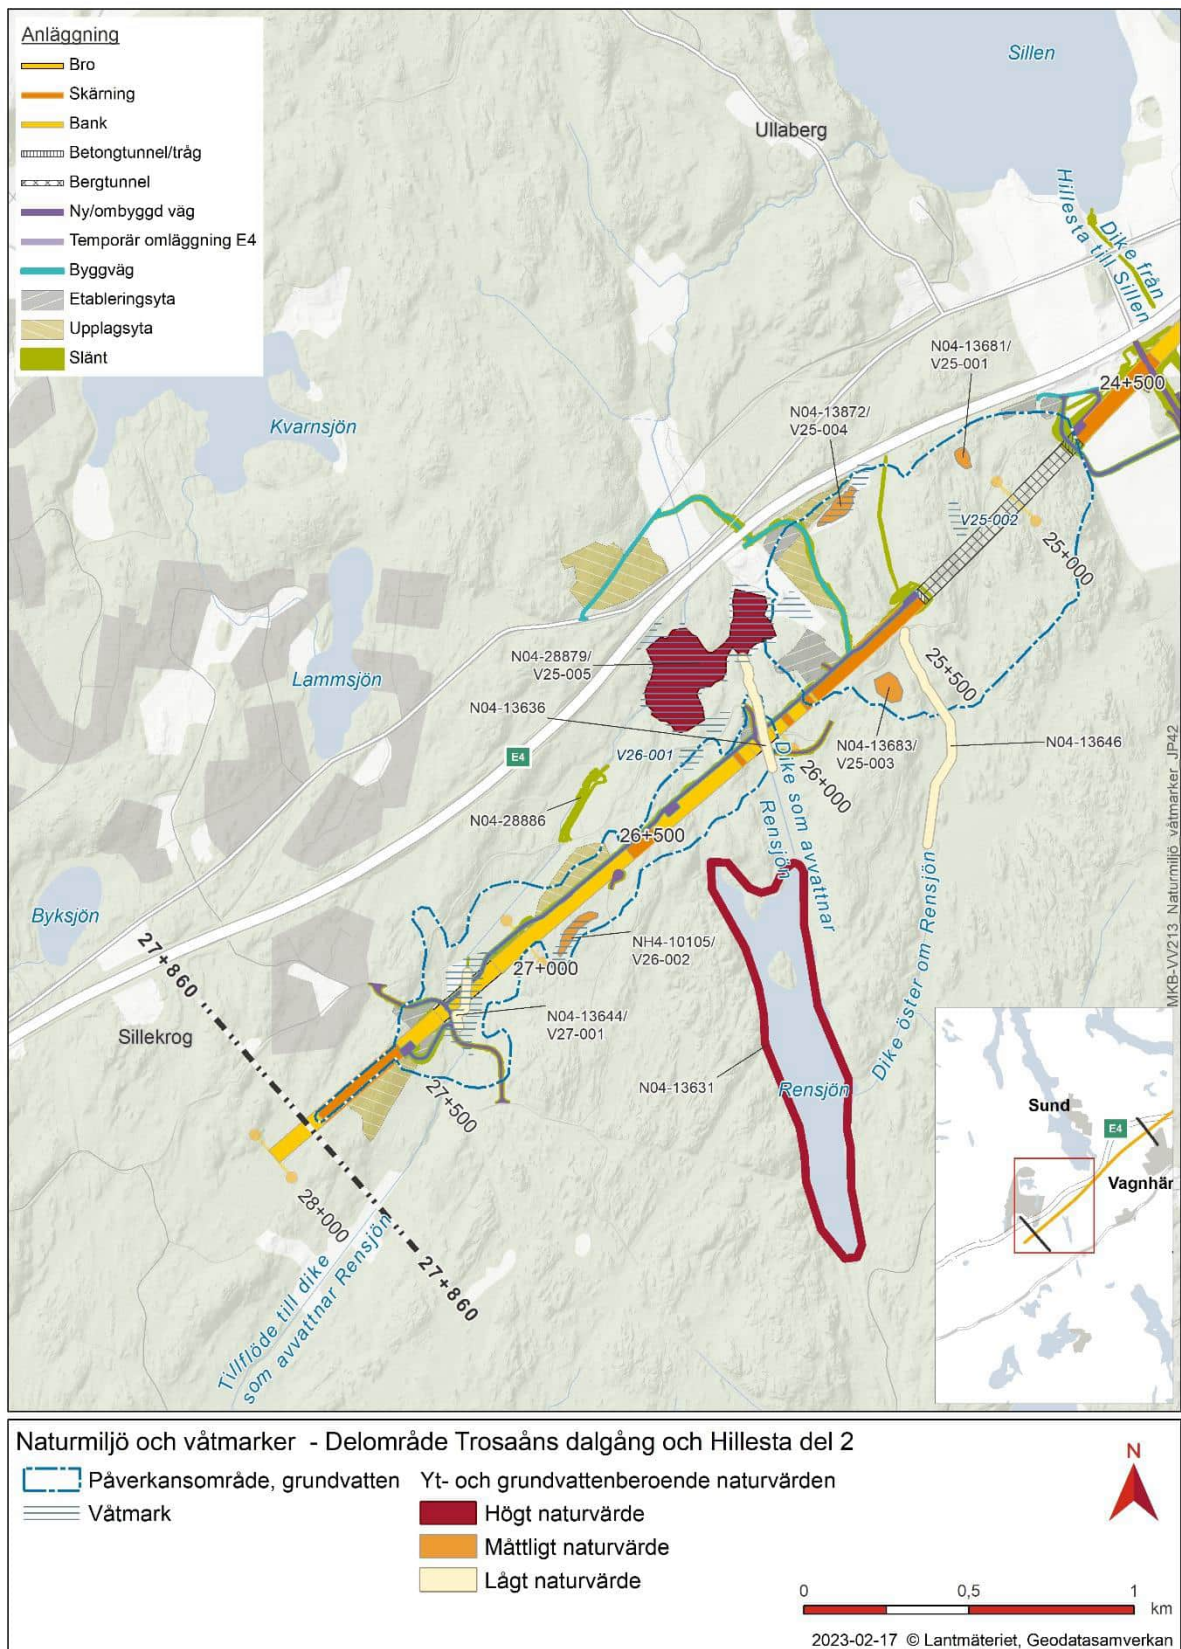 Anläggning
Bro
Skärning
Bank
Betongtunnel/tråg
Bergtunnel
Ny/ombyggd väg
Temporär omläggning E4
Byggväg
Etableringsyta
Upplagsyta
Slänt
Sillen
Ullaberg
Dike från
Hillesta till Sillen
N04-13681/
V25-001
24+500
N04-13872/
V25-004
Kvarnsjön
V25-002
25+000
N04-28879/
V25-005
Lammsjön
25+500
N04-13636
N04-13683/
V25-003
N04-13646
E4
V26-001
26+000
Dike som avvattnar
Rensjön
N04-28886
26+500
Byksjön
Dike öster om Rensjön
27+860
NH4-10105/
V26-002
27+000
Sillekrog
N04-13644/
V27-001
N04-13631
Rensjön
27+500
28+000
27+860
Tillflöde till dike
som avvattnar Rensjön
Sund
E4
Vagnhär
MKB-VV213_Naturmiljö_våtmarker_JP42
Naturmiljö och våtmarker - Delområde Trosaåns dalgång och Hillesta del 2
Påverkansområde, grundvatten
Våtmark
Yt- och grundvattenberoende naturvärden
Högt naturvärde
Måttligt naturvärde
Lågt naturvärde
N
0 0,5 1
km
2023-02-17 © Lantmäteriet, Geodatasamverkan